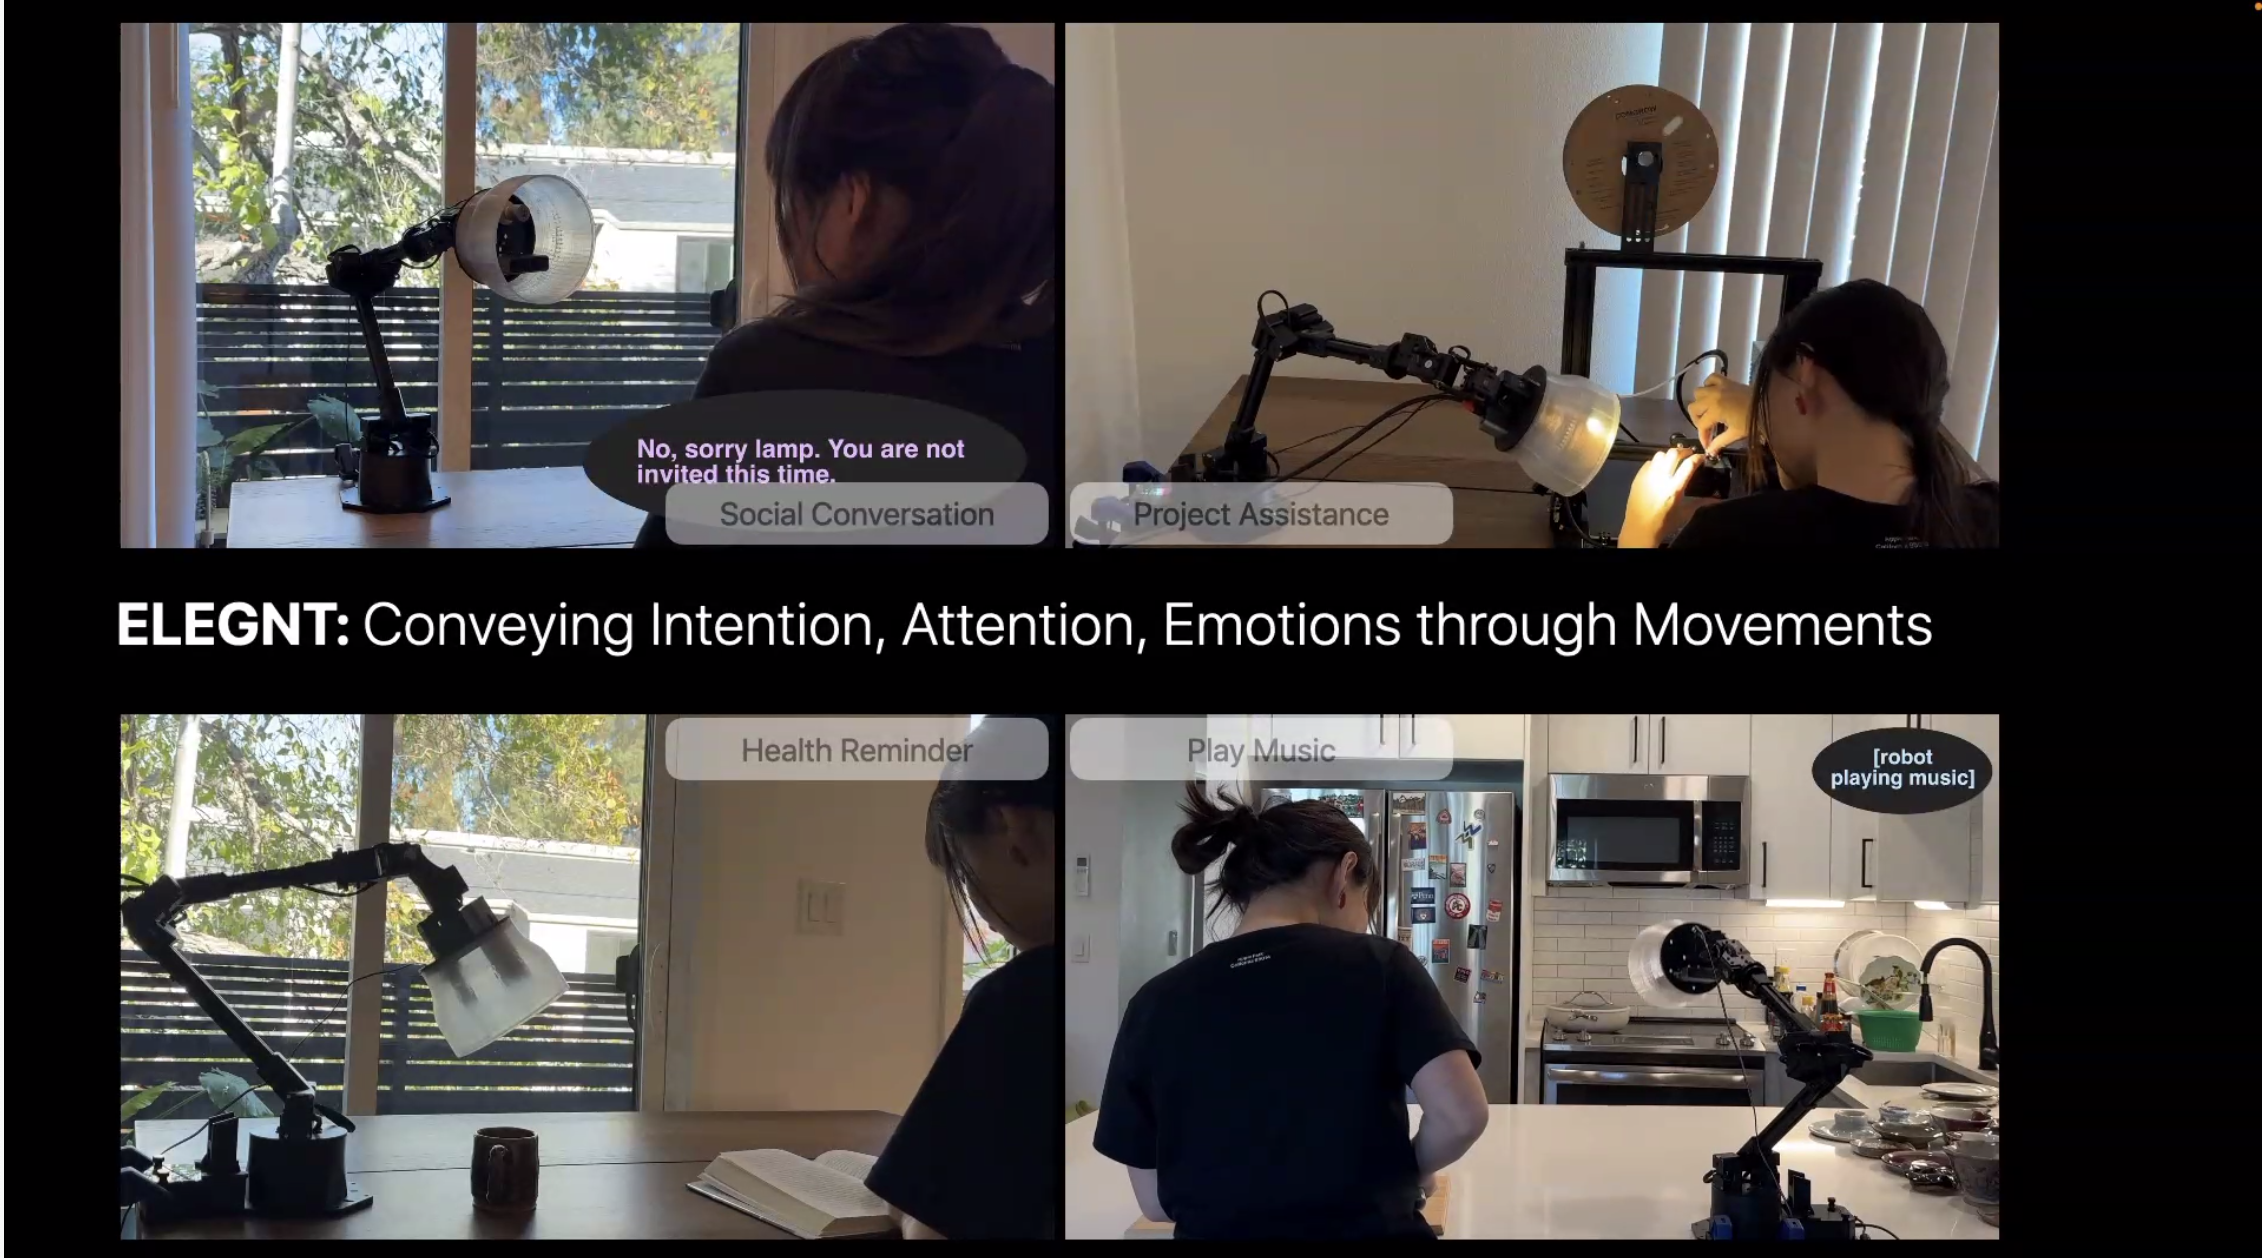 No, sorry lamp. You are not
invited this time.
Social Conversation
Project Assistance
ELEGNT: Conveying Intention, Attention, Emotions through Movements
Health Reminder
Play Music
[robot
playing music]